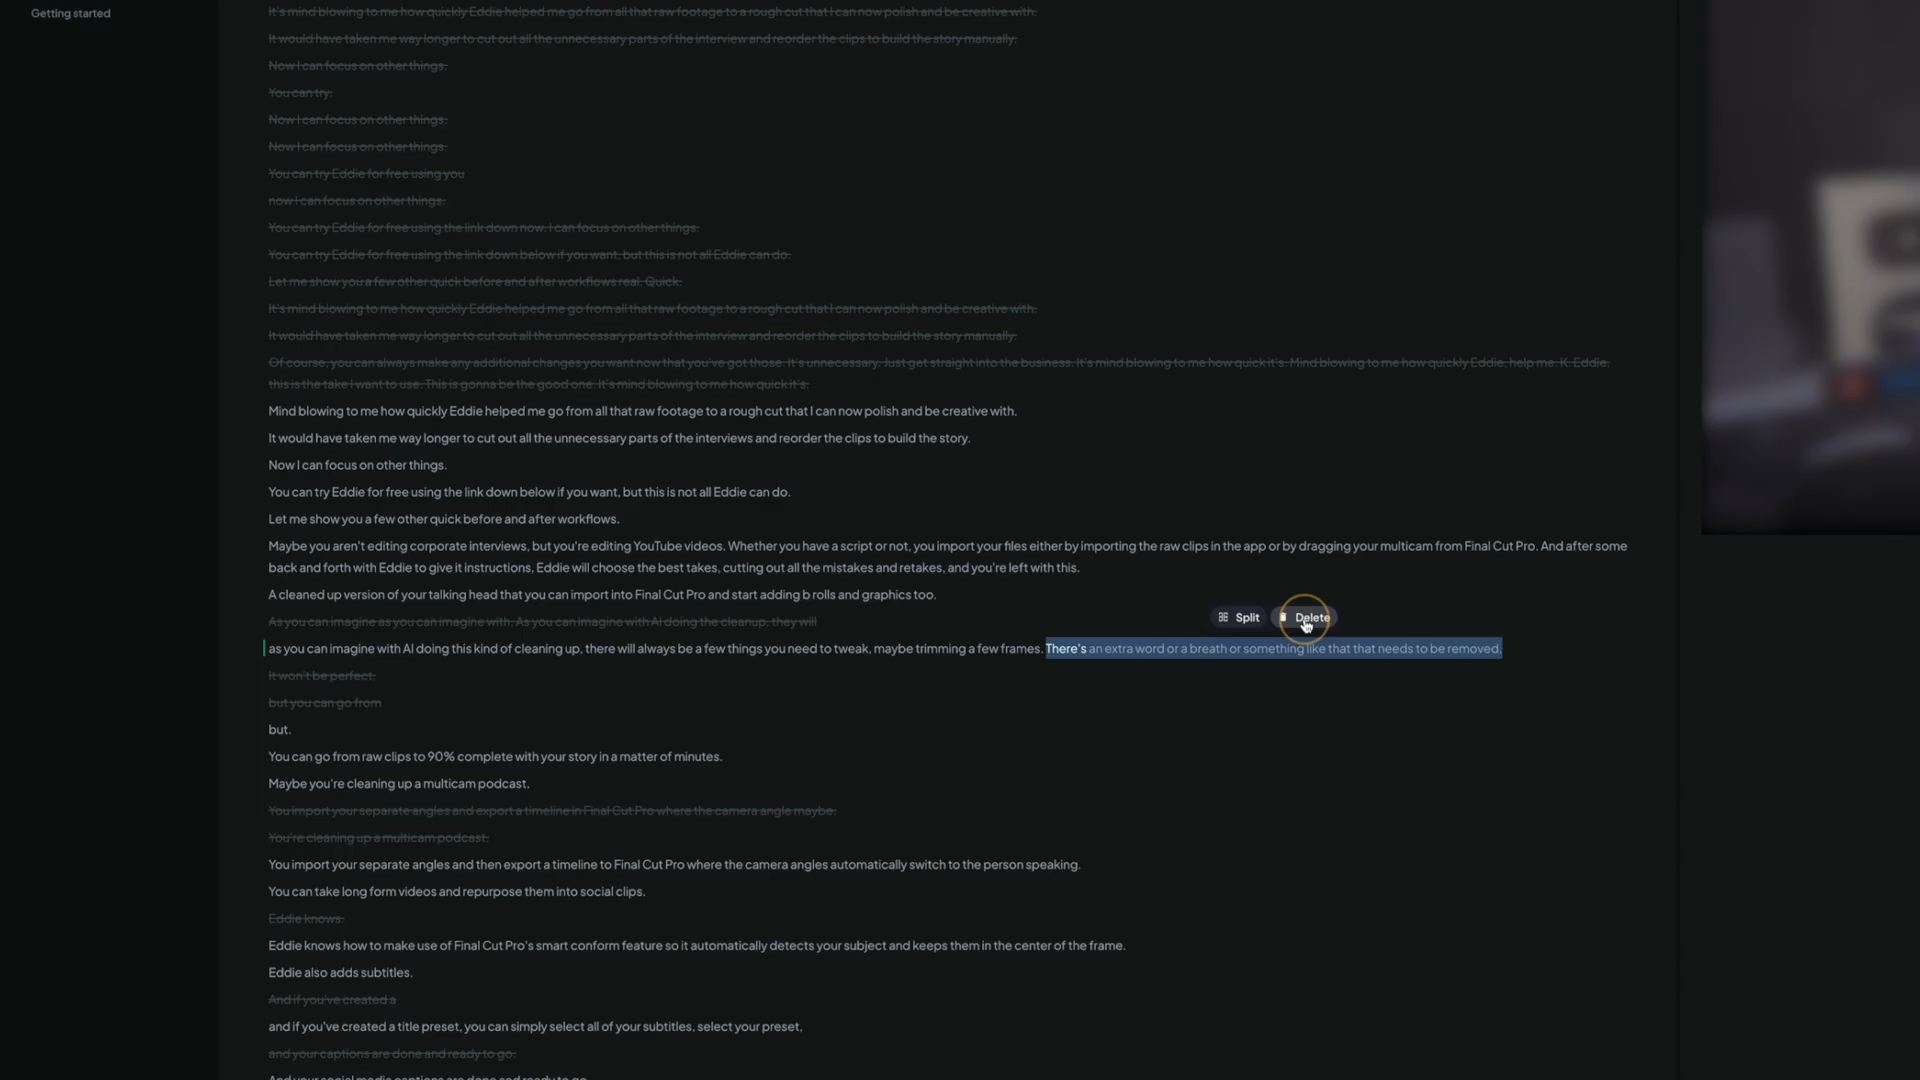 Getting started
It's mind blowing to me how quickly Eddie helped me go from all that raw footage to a rough cut that I can now polish and be creative with.
It would have taken me way longer to cut out all the unnecessary parts of the interview and reorder the clips to build the story manually.
Now I can focus on other things.
You can try.
Now I can focus on other things.
Now I can focus on other things.
You can try Eddie for free using you
now I can focus on other things.
You can try Eddie for free using the link down now. I can focus on other things.
You can try Eddie for free using the link down below if you want, but this is not all Eddie can do.
Let me show you a few other quick before and after workflows real. Quick.
It's mind blowing to me how quickly Eddie helped me go from all that raw footage to a rough cut that I can now polish and be creative with.
It would have taken me way longer to cut out all the unnecessary parts of the interview and reorder the clips to build the story manually.
Of course, you can always make any additional changes you want now that you've got those. It's unnecessary. Just get straight into the business. It's mind blowing to me how quick it's. Mind blowing to me how quickly Eddie, help me. K. Eddie,
this is the take I want to use. This is gonna be the good one. It's mind blowing to me how quick it's.
Mind blowing to me how quickly Eddie helped me go from all that raw footage to a rough cut that I can now polish and be creative with.
It would have taken me way longer to cut out all the unnecessary parts of the interviews and reorder the clips to build the story.
Now I can focus on other things.
You can try Eddie for free using the link down below if you want, but this is not all Eddie can do.
Let me show you a few other quick before and after workflows.
Maybe you aren't editing corporate interviews, but you're editing YouTube videos. Whether you have a script or not, you import your files either by importing the raw clips in the app or by dragging your multicam from Final Cut Pro. And after some
back and forth with Eddie to give it instructions, Eddie will choose the best takes, cutting out all the mistakes and retakes, and you're left with this.
A cleaned up version of your talking head that you can import into Final Cut Pro and start adding b rolls and graphics too.
Split Delete
As you can imagine as you can imagine with. As you can imagine with AI doing the cleanup, they will
as you can imagine with AI doing this kind of cleaning up, there will always be a few things you need to tweak, maybe trimming a few frames. There's an extra word or a breath or something like that that needs to be removed.
It won't be perfect,
but you can go from
but.
You can go from raw clips to 90% complete with your story in a matter of minutes.
Maybe you're cleaning up a multicam podcast.
You import your separate angles and export a timeline in Final Cut Pro where the camera angle maybe.
You're cleaning up a multicam podcast.
You import your separate angles and then export a timeline to Final Cut Pro where the camera angles automatically switch to the person speaking.
You can take long form videos and repurpose them into social clips.
Eddie knows.
Eddie knows how to make use of Final Cut Pro's smart conform feature so it automatically detects your subject and keeps them in the center of the frame.
Eddie also adds subtitles.
And if you've created a
and if you've created a title preset, you can simply select all of your subtitles, select your preset,
and your captions are done and ready to go.
And your social media captions are done and ready to go